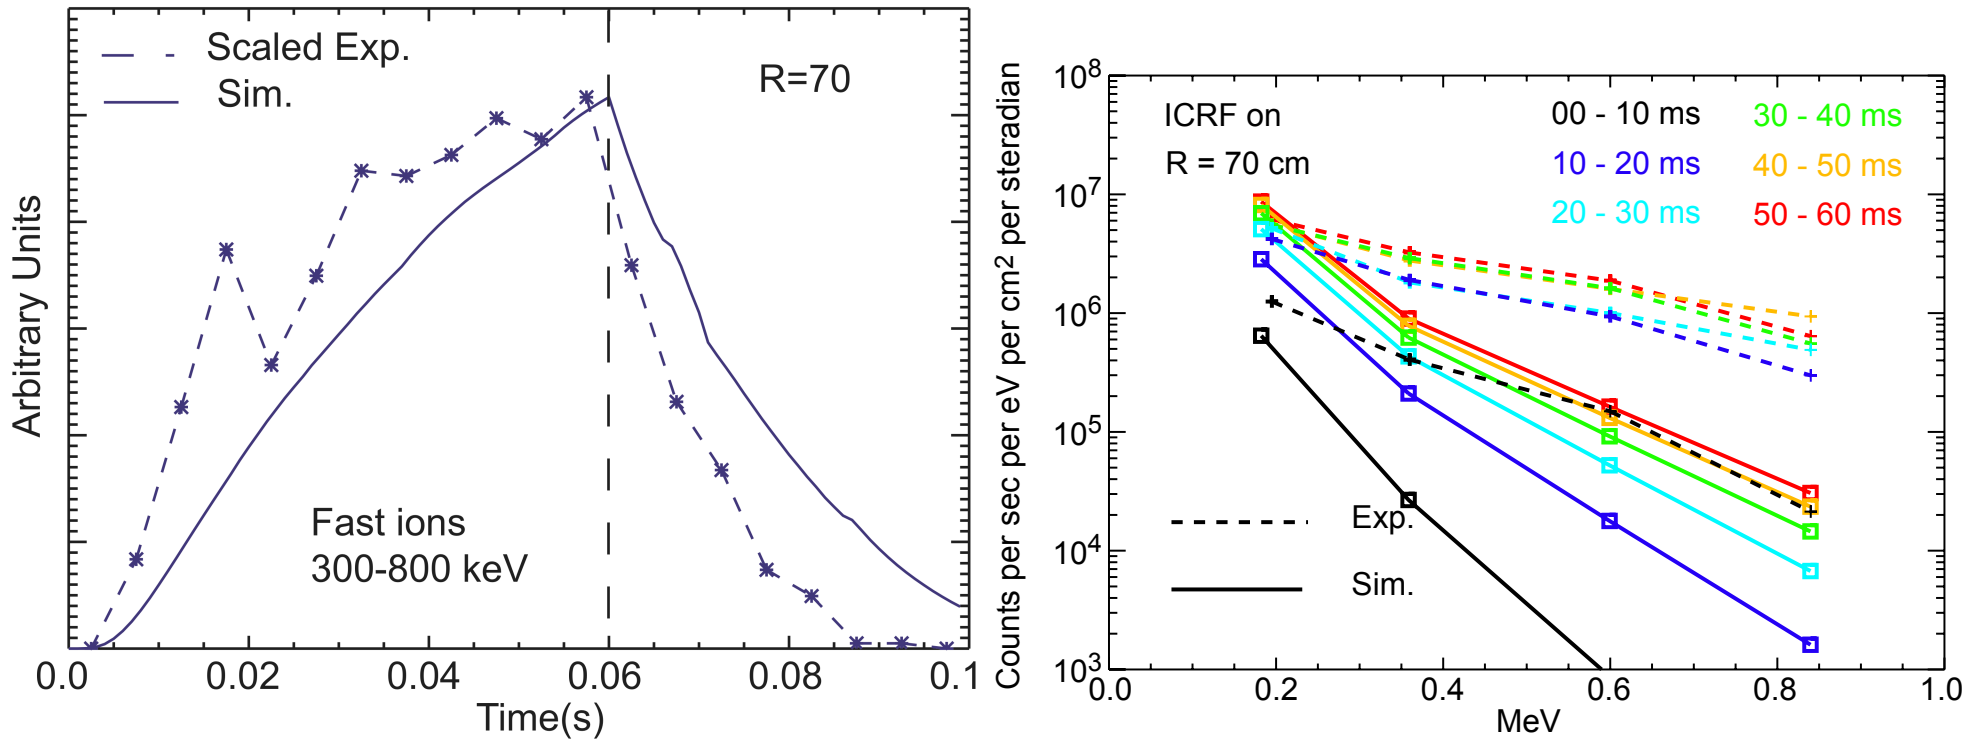 Scaled Exp.
Sim.
R=70
Fast ions
300-800 keV
Arbitrary Units
0.0
0.02
0.04
0.06
0.08
0.1
Time(s)
Counts per sec per eV per cm² per steradian
10⁸
10⁷
10⁶
10⁵
10⁴
10³
ICRF on
R = 70 cm
00 - 10 ms
30 - 40 ms
10 - 20 ms
40 - 50 ms
20 - 30 ms
50 - 60 ms
Exp.
Sim.
0.0
0.2
0.4
0.6
0.8
1.0
MeV